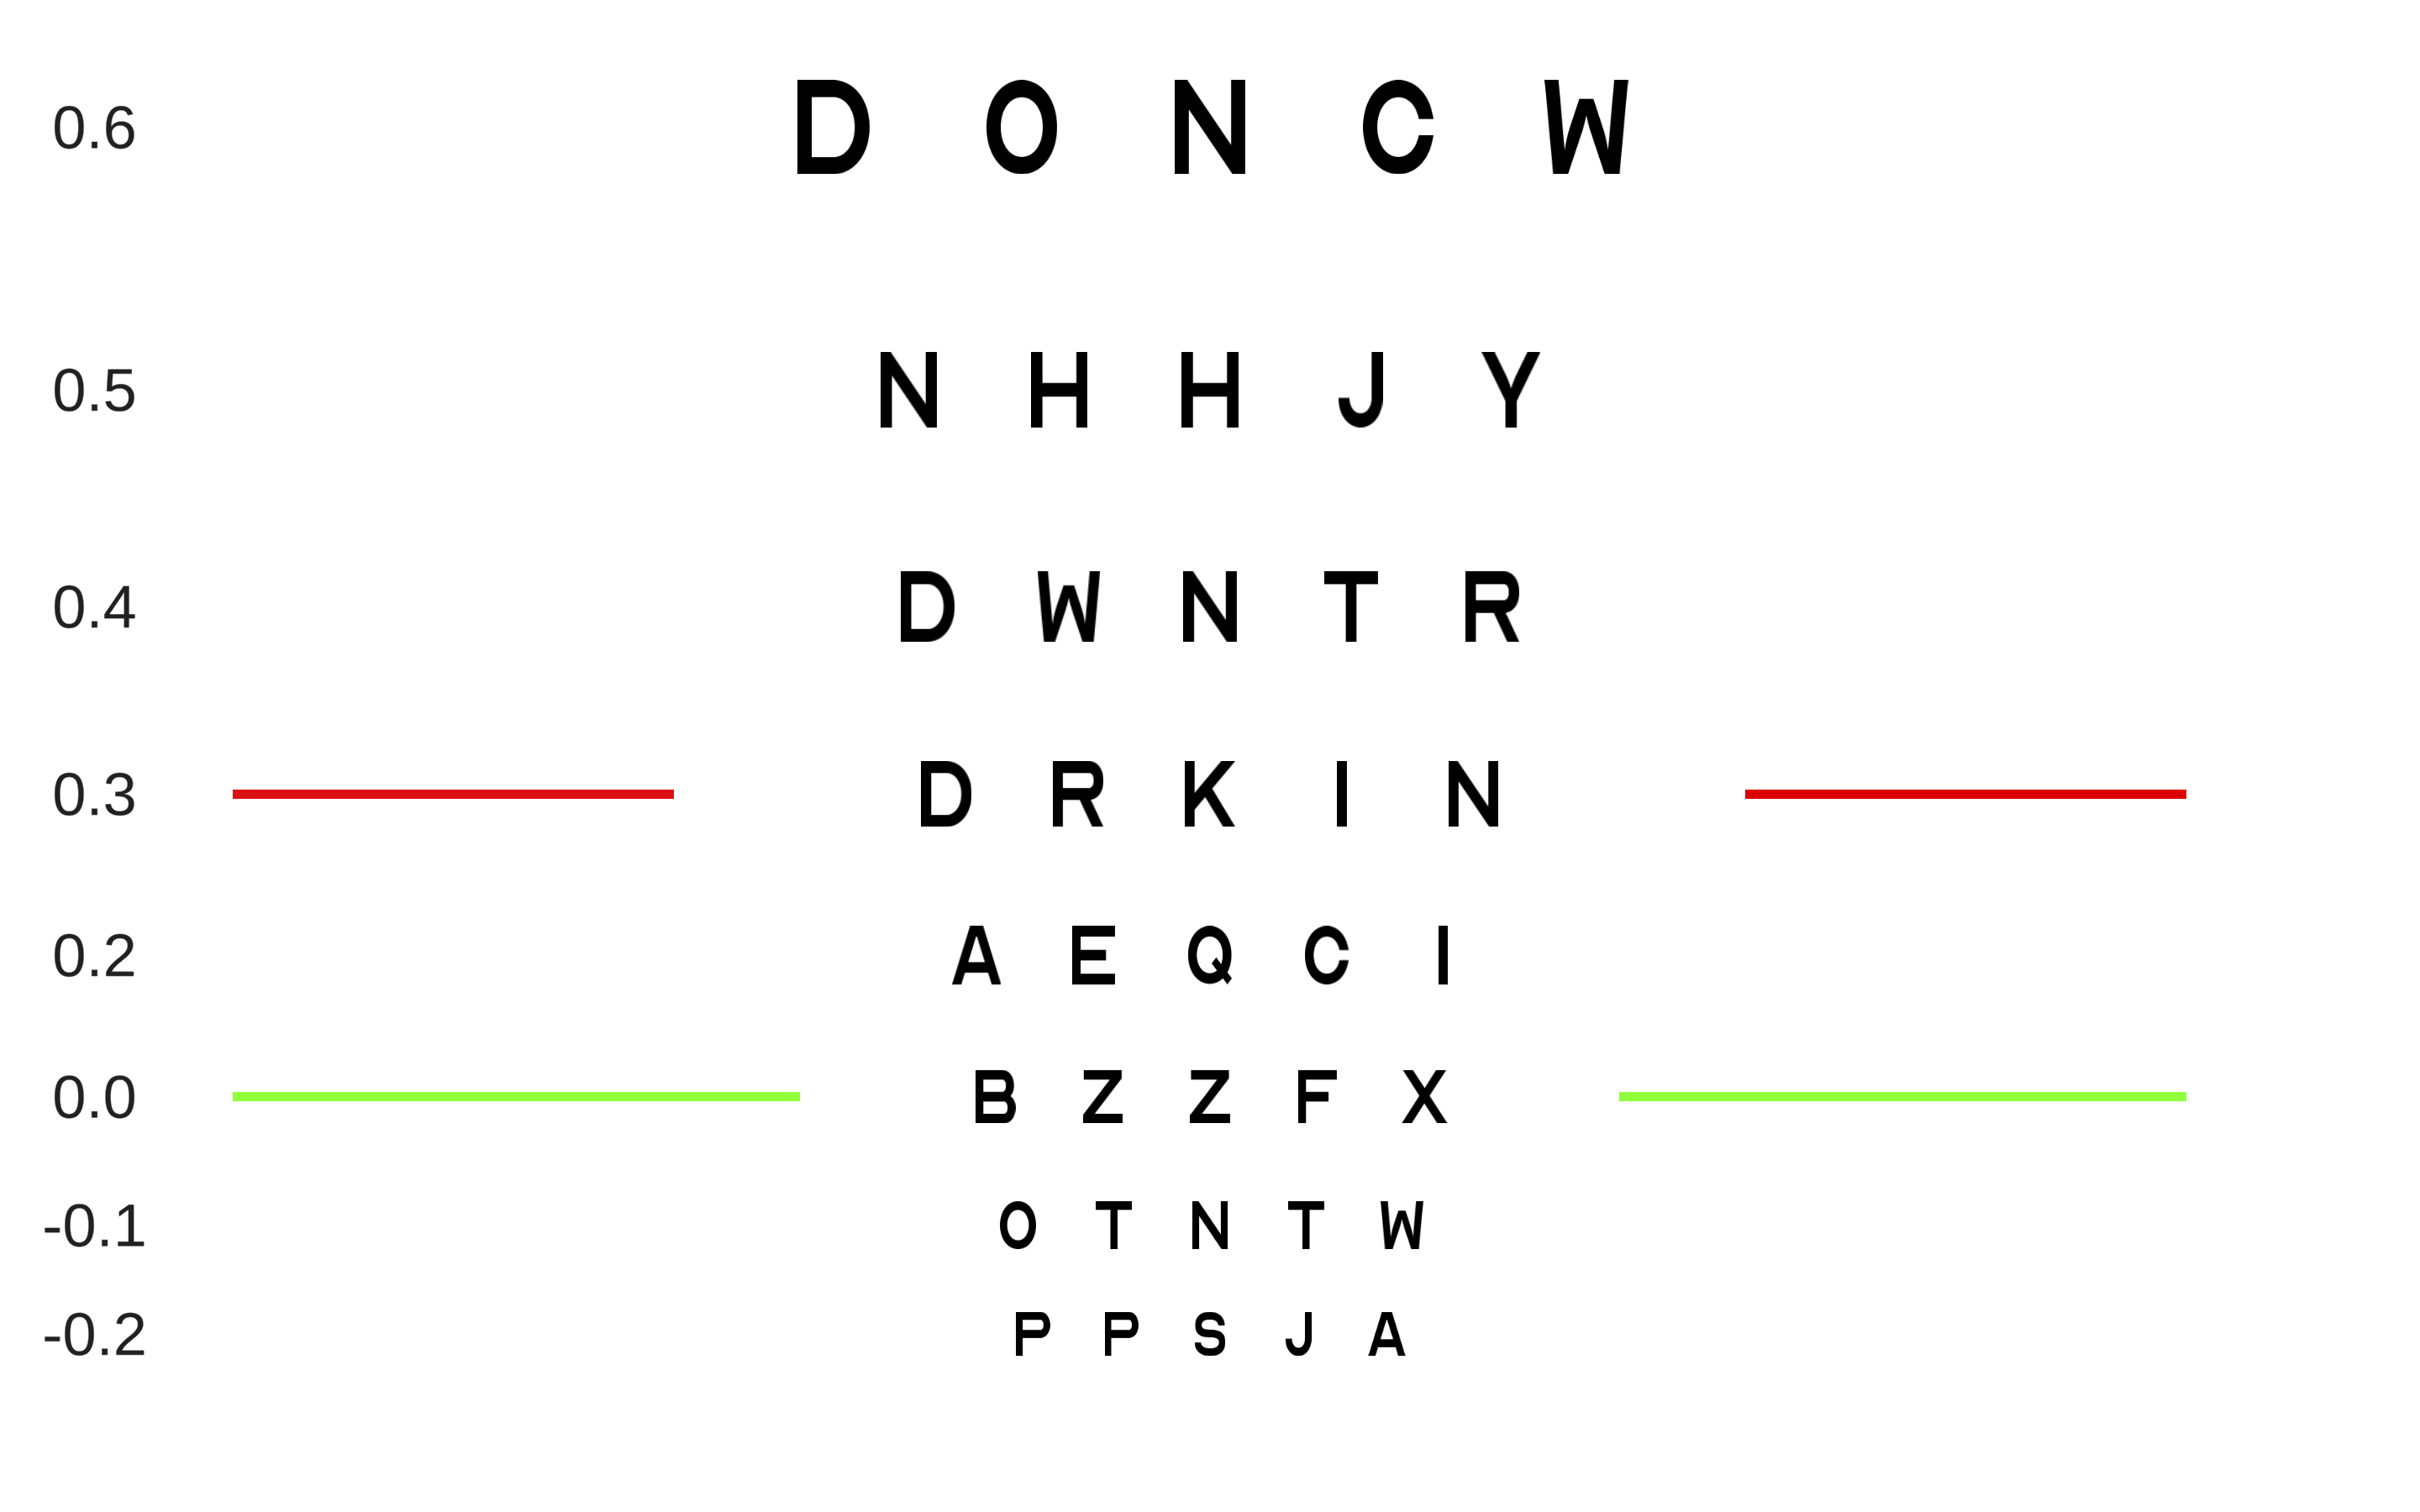 0.6 D O N C W
0.5 N H H J Y
0.4 D W N T R
0.3 D R K I N
0.2 A E Q C I
0.0 B Z Z F X
-0.1 O T N T W
-0.2 P P S J A